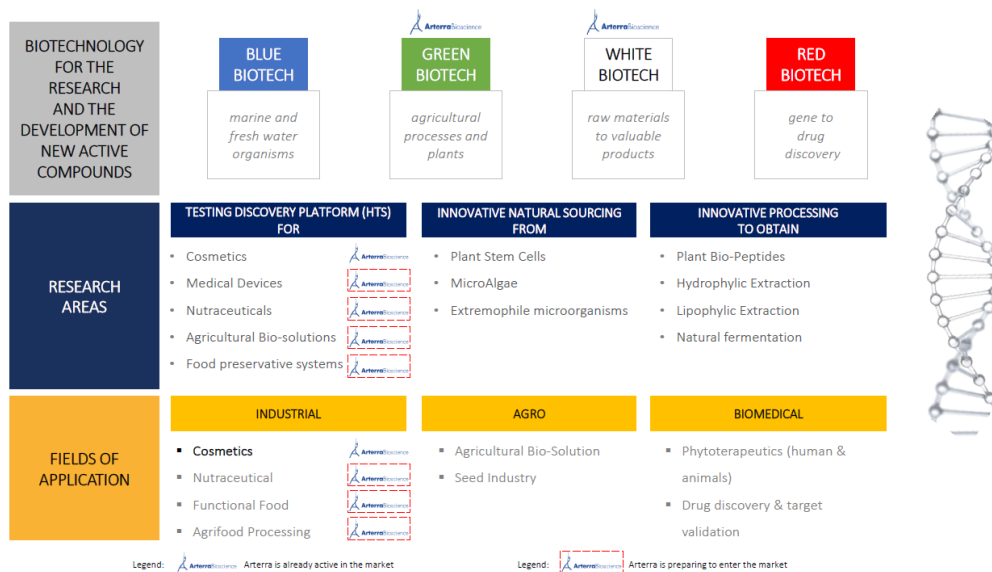 ArterraBioscience
ArterraBioscience
BIOTECHNOLOGY
FOR THE
RESEARCH
AND THE
DEVELOPMENT OF
NEW ACTIVE
COMPOUNDS
BLUE
BIOTECH
marine and
fresh water
organisms
GREEN
BIOTECH
agricultural
processes and
plants
WHITE
BIOTECH
raw materials
to valuable
products
RED
BIOTECH
gene to
drug
discovery
RESEARCH
AREAS
TESTING DISCOVERY PLATFORM (HTS)
FOR
• Cosmetics ArterraBioscience
• Medical Devices ArterraBioscience
• Nutraceuticals ArterraBioscience
• Agricultural Bio-solutions ArterraBioscience
• Food preservative systems ArterraBioscience
INNOVATIVE NATURAL SOURCING
FROM
• Plant Stem Cells
• MicroAlgae
• Extremophile microorganisms
INNOVATIVE PROCESSING
TO OBTAIN
• Plant Bio-Peptides
• Hydrophylic Extraction
• Lipophylic Extraction
• Natural fermentation
FIELDS OF
APPLICATION
INDUSTRIAL
▪ Cosmetics ArterraBioscience
▪ Nutraceutical ArterraBioscience
▪ Functional Food ArterraBioscience
▪ Agrifood Processing ArterraBioscience
AGRO
▪ Agricultural Bio-Solution
▪ Seed Industry
BIOMEDICAL
▪ Phytoterapeutics (human &
animals)
▪ Drug discovery & target
validation
Legend: ArterraBioscience Arterra is already active in the market
Legend: ArterraBioscience Arterra is preparing to enter the market